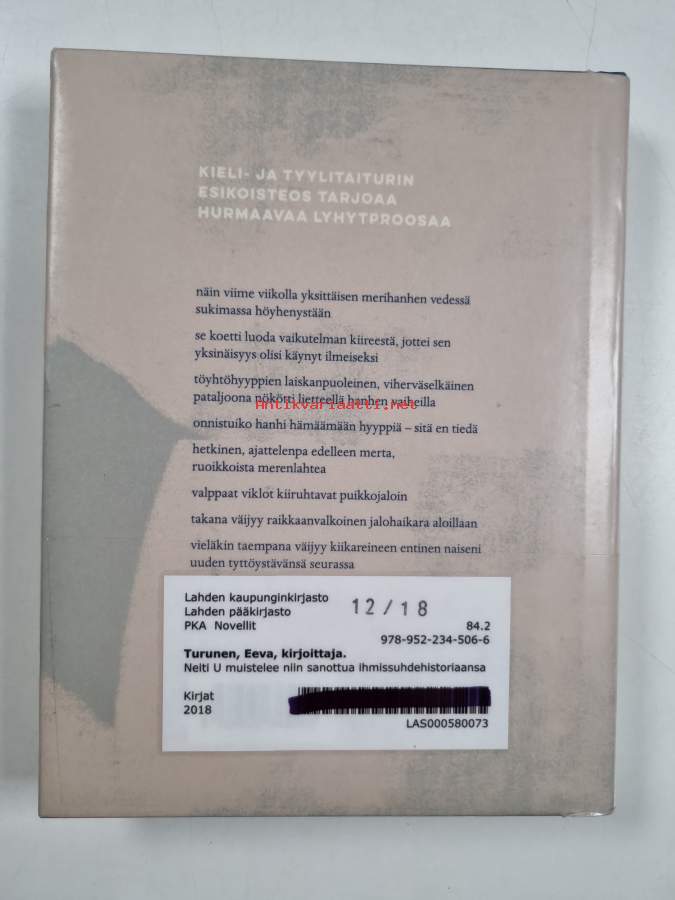 KIELI- JA TYYLITAITURIN
ESIKOISTEOS TARJOAA
HURMAAVAA LYHYTPROOSAA
näin viime viikolla yksittäisen merihanhen vedessä
sukimassa höyhenystään
se koetti luoda vaikutelman kiireestä, jottei sen
yksinäisyys olisi käynyt ilmeiseksi
töyhtöhyyppien laiskanpuoleinen, viherväselkäinen
pataljoona nökötti lietteellä hanhen vaiheilla
Antikvariaatti.net
onnistuiko hanhi hämäämään hyyppiä – sitä en tiedä
hetkinen, ajattelenpa edelleen merta,
ruoikkoista merenlahtea
valppaat viklot kiiruhtavat puikkojaloin
takana väijyy raikkaanvalkoinen jalohaikara aloillaan
vieläkin taempana väijyy kiikareineen entinen naiseni
uuden tyttöystävänsä seurassa
Lahden kaupunginkirjasto
Lahden pääkirjasto 12/18
PKA Novellit 84.2
978-952-234-506-6
Turunen, Eeva, kirjoittaja.
Neiti U muistelee niin sanottua ihmissuhdehistoriaansa
Kirjat
2018
LAS000580073